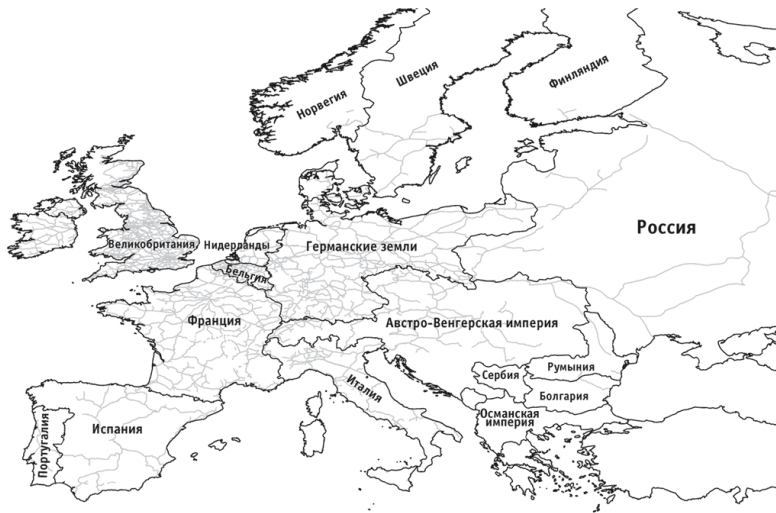 Норвегия
Швеция
Финляндия
Великобритания
Нидерланды
Бельгия
Германские земли
Россия
Франция
Австро-Венгерская империя
Италия
Сербия
Румыния
Болгария
Османская
империя
Испания
Португалия